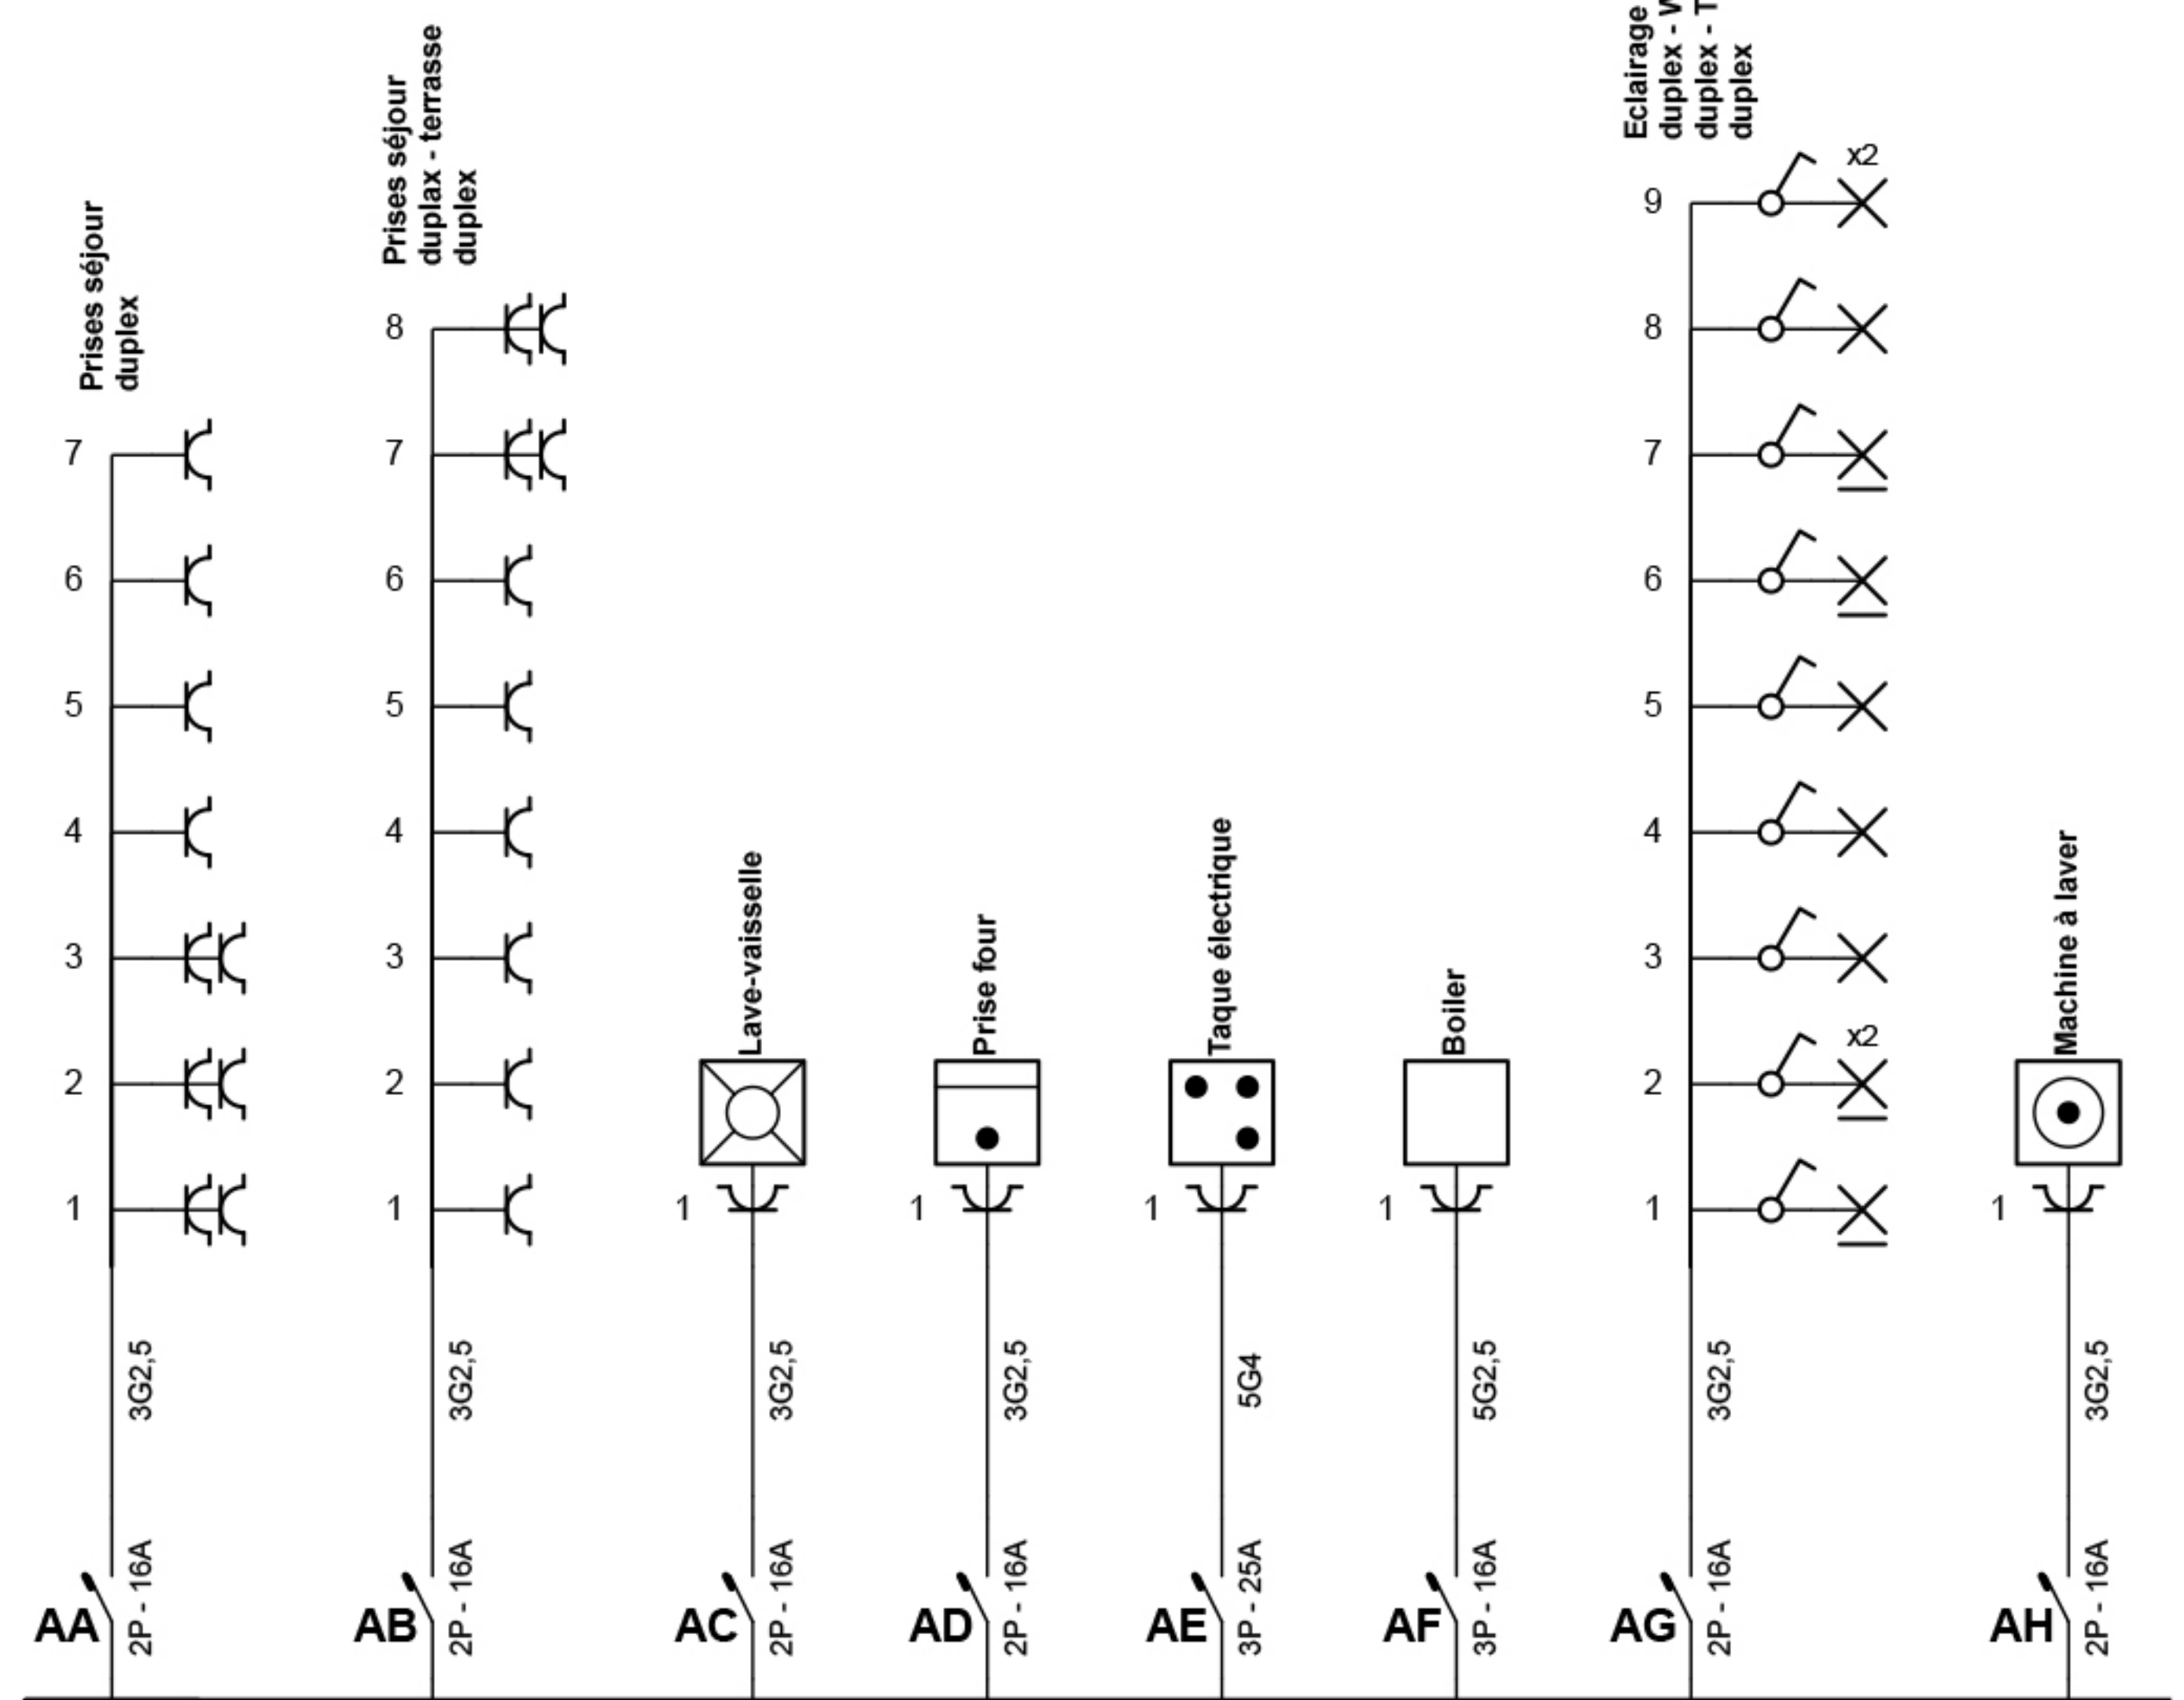 Prises séjour
duplex
7
6
5
4
3
2
1
3G2,5
2P - 16A
AA
Prises séjour
duplax - terrasse
duplex
8
7
6
5
4
3
2
1
3G2,5
2P - 16A
AB
Lave-vaisselle
1
3G2,5
2P - 16A
AC
Prise four
1
3G2,5
2P - 16A
AD
Taque électrique
1
5G4
3P - 25A
AE
Boiler
1
5G2,5
3P - 16A
AF
Eclairage
duplex -
duplex -
duplex
9
x2
8
7
6
5
4
3
2
x2
1
3G2,5
2P - 16A
AG
Machine à laver
1
3G2,5
2P - 16A
AH